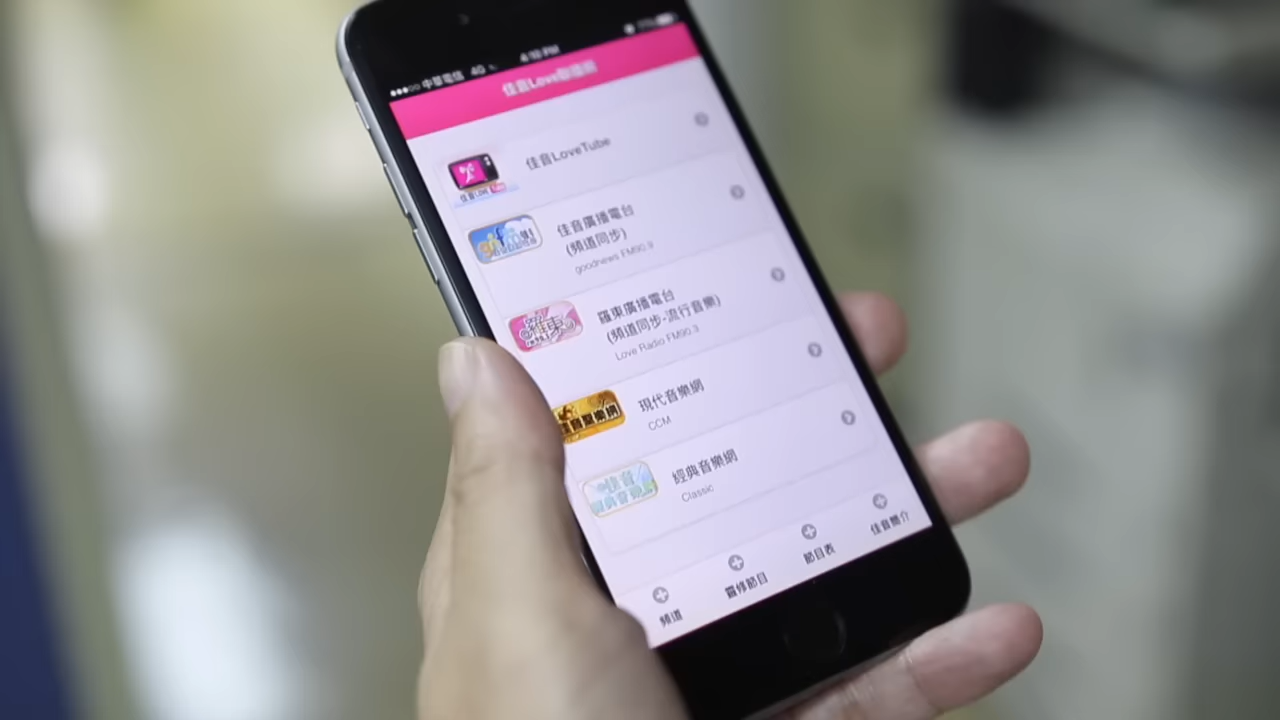 中華電信 4G 4:10 PM
佳音Love聯播網
佳音LoveTube
佳音廣播電台
(頻道同步)
goodnews FM90.9
羅東廣播電台
(頻道同步-流行音樂)
Love Radio FM90.3
現代音樂網
CCM
經典音樂網
Classic
頻道
靈修節目
節目表
佳音簡介